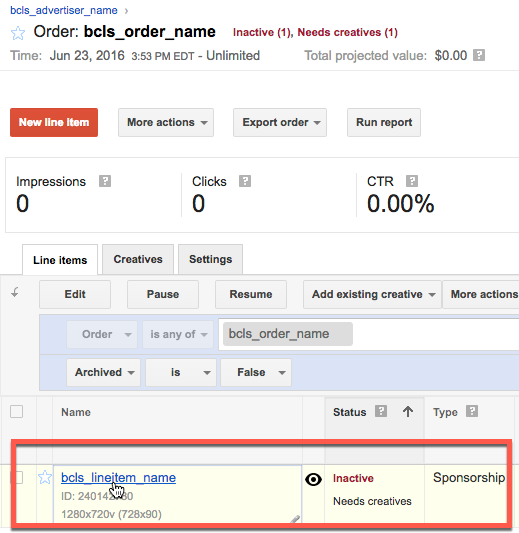 bcls_advertiser_name ›
Order: bcls_order_name Inactive (1), Needs creatives (1)
Time: Jun 23, 2016 3:53 PM EDT - Unlimited Total projected value: $0.00 ?
New line item More actions Export order Run report
Impressions ? Clicks ? CTR ?
0 0 0.00%
Line items Creatives Settings
Edit Pause Resume Add existing creative More actions
Order is any of bcls_order_name
Archived is False
Name Status ? Type ?
bcls_lineitem_name Inactive Sponsorship
ID: Needs creatives
1280x720v (728x90)